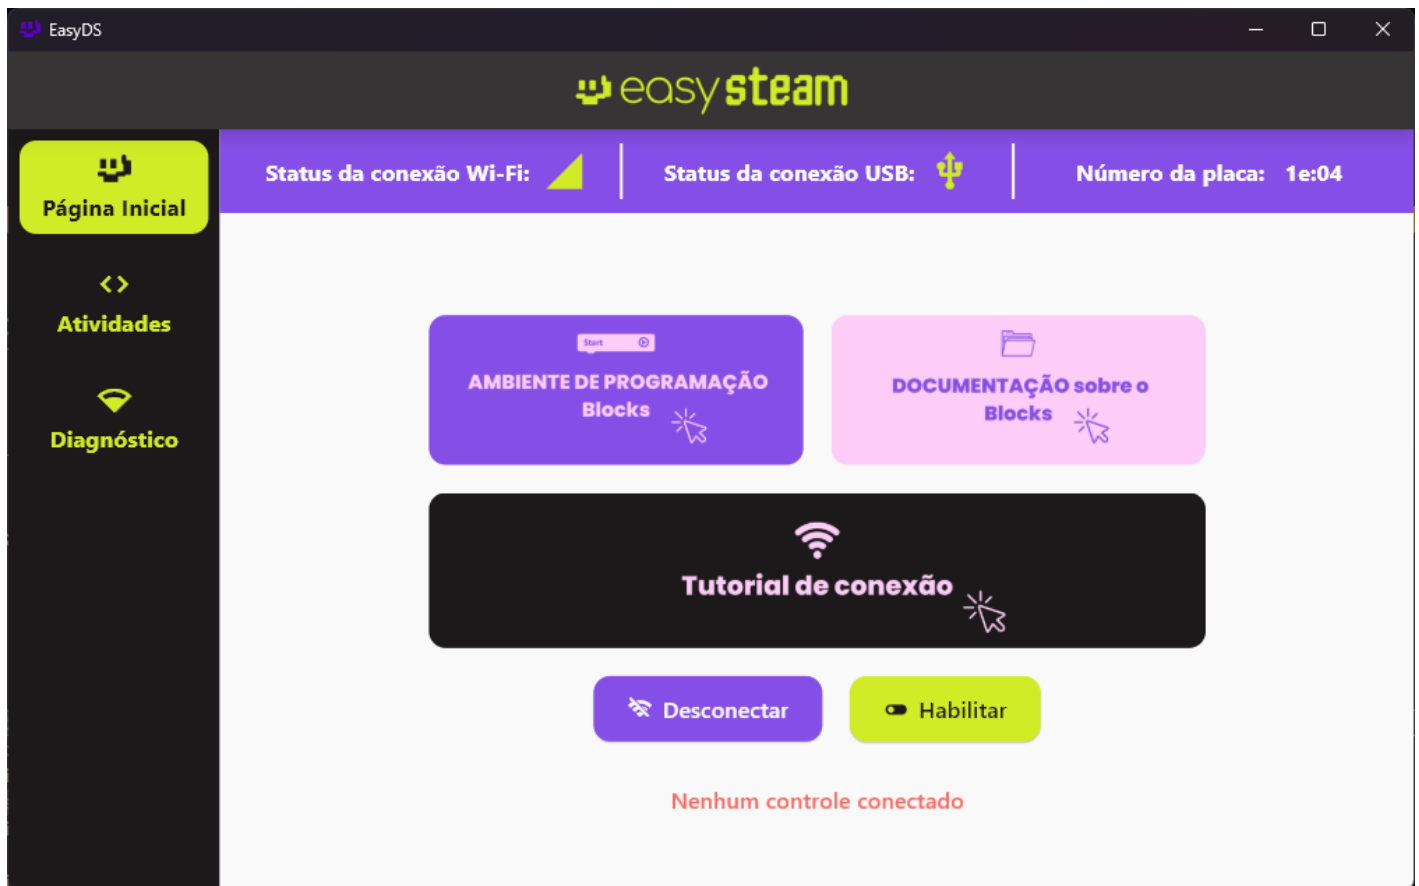 EasyDS
easy steam
Página Inicial
Status da conexão Wi-Fi:
Status da conexão USB:
Número da placa: 1e:04
Atividades
Diagnóstico
Start
AMBIENTE DE PROGRAMAÇÃO
Blocks
DOCUMENTAÇÃO sobre o
Blocks
Tutorial de conexão
Desconectar
Habilitar
Nenhum controle conectado